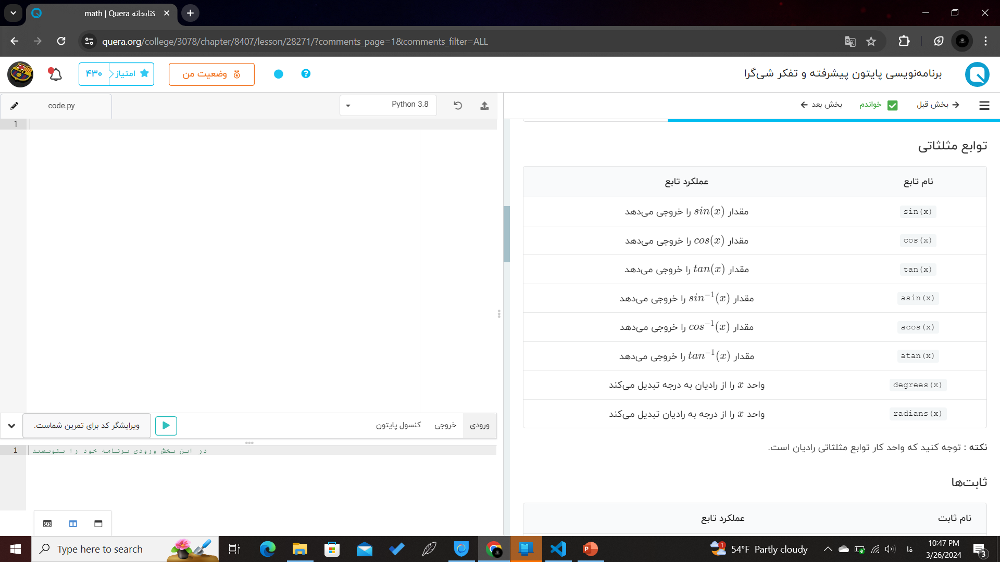 math | Quera کتابخانه
quera.org/college/3078/chapter/8407/lesson/28271/?comments_page=1&comments_filter=ALL
برنامه‌نویسی پایتون پیشرفته و تفکر شی‌گرا
وضعیت من
امتیاز ۴۳۰
code.py
Python 3.8
بخش قبل
خواندم
بخش بعد
1
توابع مثلثاتی
نام تابع عملکرد تابع
sin(x) مقدار sin(x) را خروجی می‌دهد
cos(x) مقدار cos(x) را خروجی می‌دهد
tan(x) مقدار tan(x) را خروجی می‌دهد
asin(x) مقدار sin⁻¹(x) را خروجی می‌دهد
acos(x) مقدار cos⁻¹(x) را خروجی می‌دهد
atan(x) مقدار tan⁻¹(x) را خروجی می‌دهد
degrees(x) واحد x را از رادیان به درجه تبدیل می‌کند
radians(x) واحد x را از درجه به رادیان تبدیل می‌کند
نکته : توجه کنید که واحد کار توابع مثلثاتی رادیان است.
ثابت‌ها
نام ثابت عملکرد تابع
ورودی خروجی کنسول پایتون
ویرایشگر کد برای تمرین شماست.
1 در این بخش ورودی برنامه خود را بنویسید
Type here to search
1
54°F Partly cloudy
فا
10:47 PM
3/26/2024
3